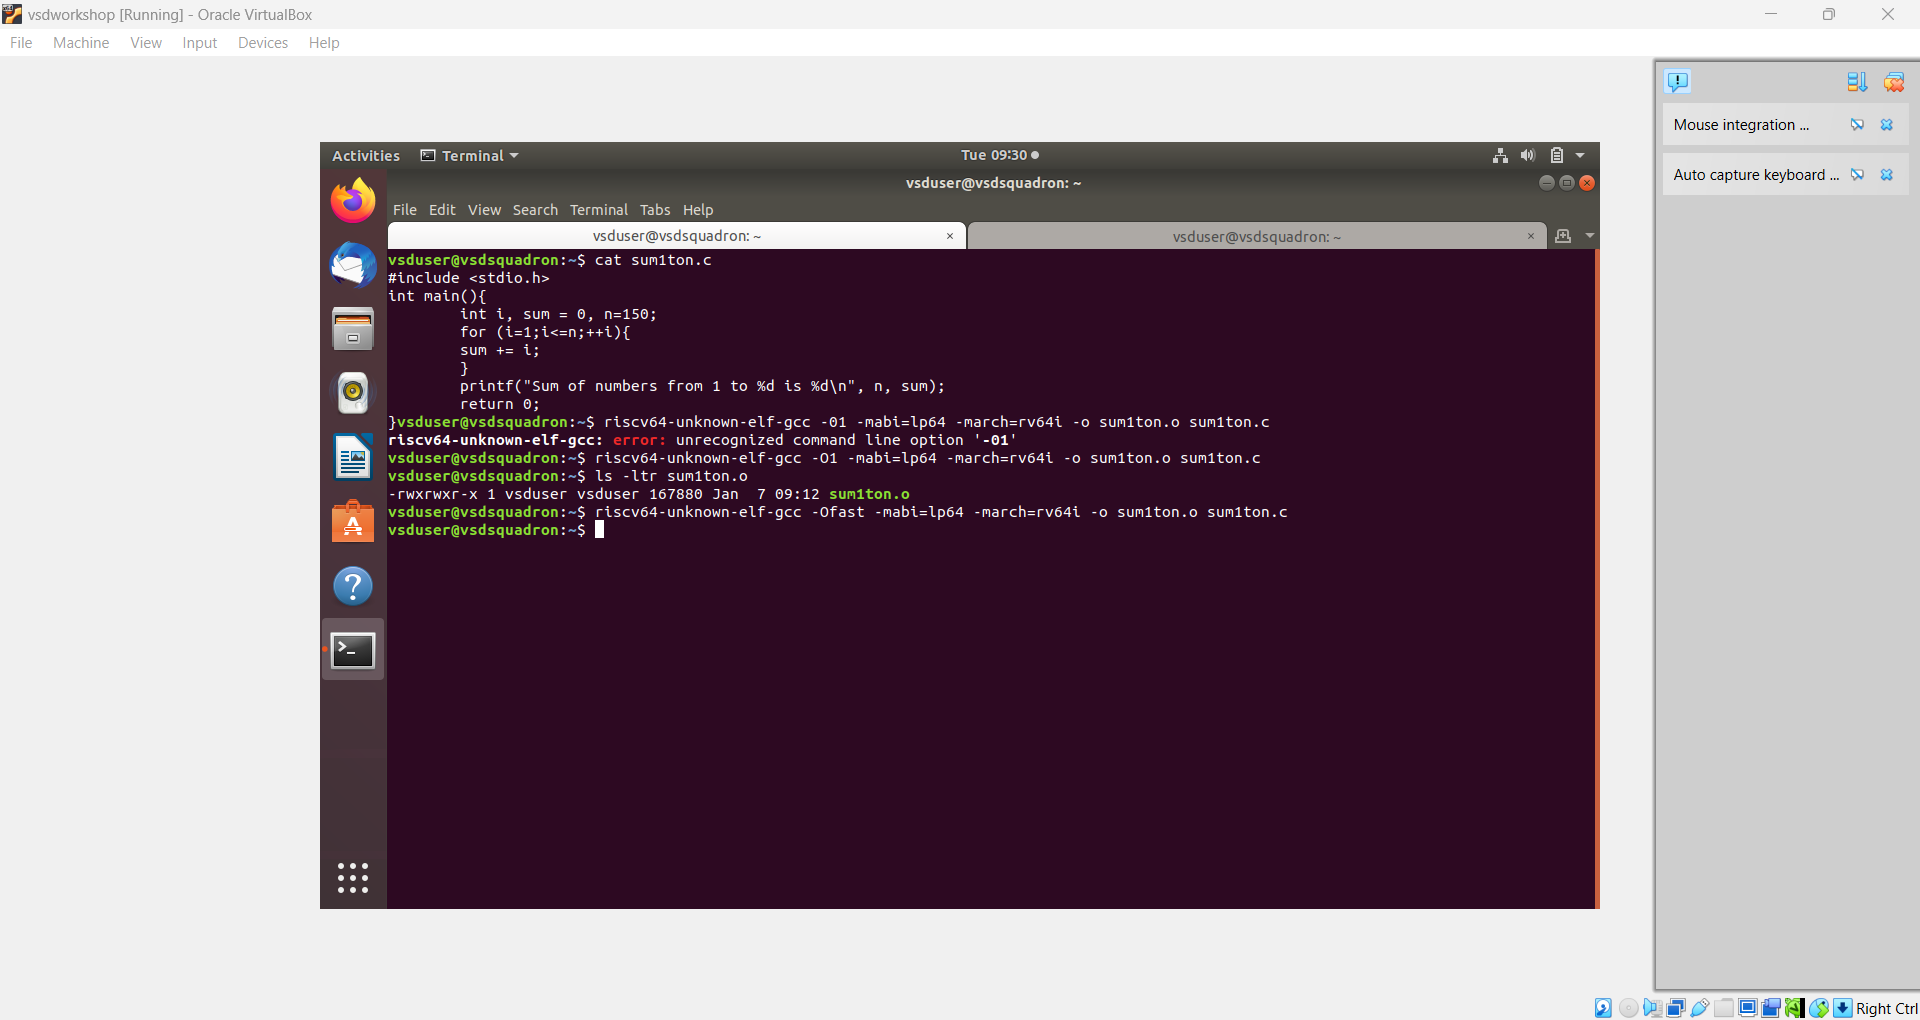 vsdworkshop [Running] - Oracle VirtualBox
File Machine View Input Devices Help
Mouse integration ...
Auto capture keyboard ...
Activities Terminal Tue 09:30
vsduser@vsdsquadron: ~
File Edit View Search Terminal Tabs Help
vsduser@vsdsquadron: ~ × vsduser@vsdsquadron: ~ ×
vsduser@vsdsquadron:~$ cat sum1ton.c
#include <stdio.h>
int main(){
        int i, sum = 0, n=150;
        for (i=1;i<=n;++i){
        sum += i;
        }
        printf("Sum of numbers from 1 to %d is %d\n", n, sum);
        return 0;
}vsduser@vsdsquadron:~$ riscv64-unknown-elf-gcc -01 -mabi=lp64 -march=rv64i -o sum1ton.o sum1ton.c
riscv64-unknown-elf-gcc: error: unrecognized command line option '-01'
vsduser@vsdsquadron:~$ riscv64-unknown-elf-gcc -O1 -mabi=lp64 -march=rv64i -o sum1ton.o sum1ton.c
vsduser@vsdsquadron:~$ ls -ltr sum1ton.o
-rwxrwxr-x 1 vsduser vsduser 167880 Jan  7 09:12 sum1ton.o
vsduser@vsdsquadron:~$ riscv64-unknown-elf-gcc -Ofast -mabi=lp64 -march=rv64i -o sum1ton.o sum1ton.c
vsduser@vsdsquadron:~$
Right Ctrl